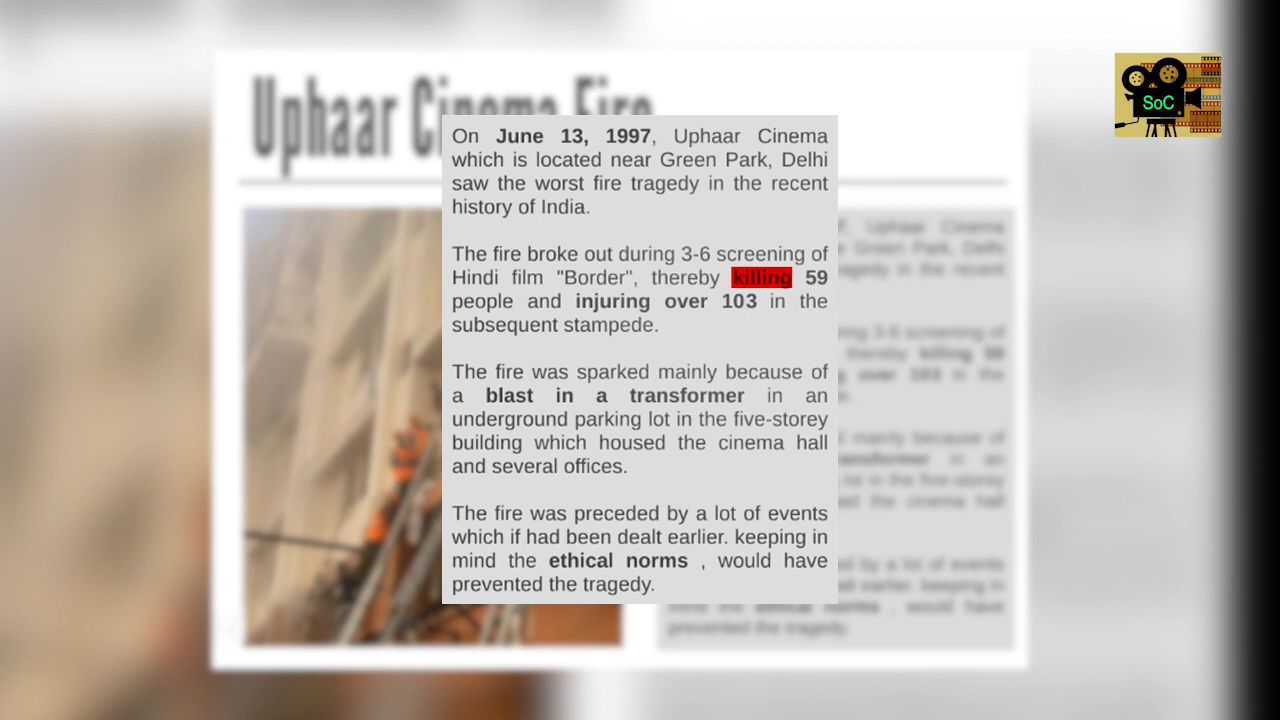 Uphaar Cinema Fire
SoC
On June 13, 1997, Uphaar Cinema
which is located near Green Park, Delhi
saw the worst fire tragedy in the recent
history of India.
The fire broke out during 3-6 screening of
Hindi film "Border", thereby killing 59
people and injuring over 103 in the
subsequent stampede.
The fire was sparked mainly because of
a blast in a transformer in an
underground parking lot in the five-storey
building which housed the cinema hall
and several offices.
The fire was preceded by a lot of events
which if had been dealt earlier. keeping in
mind the ethical norms , would have
prevented the tragedy.